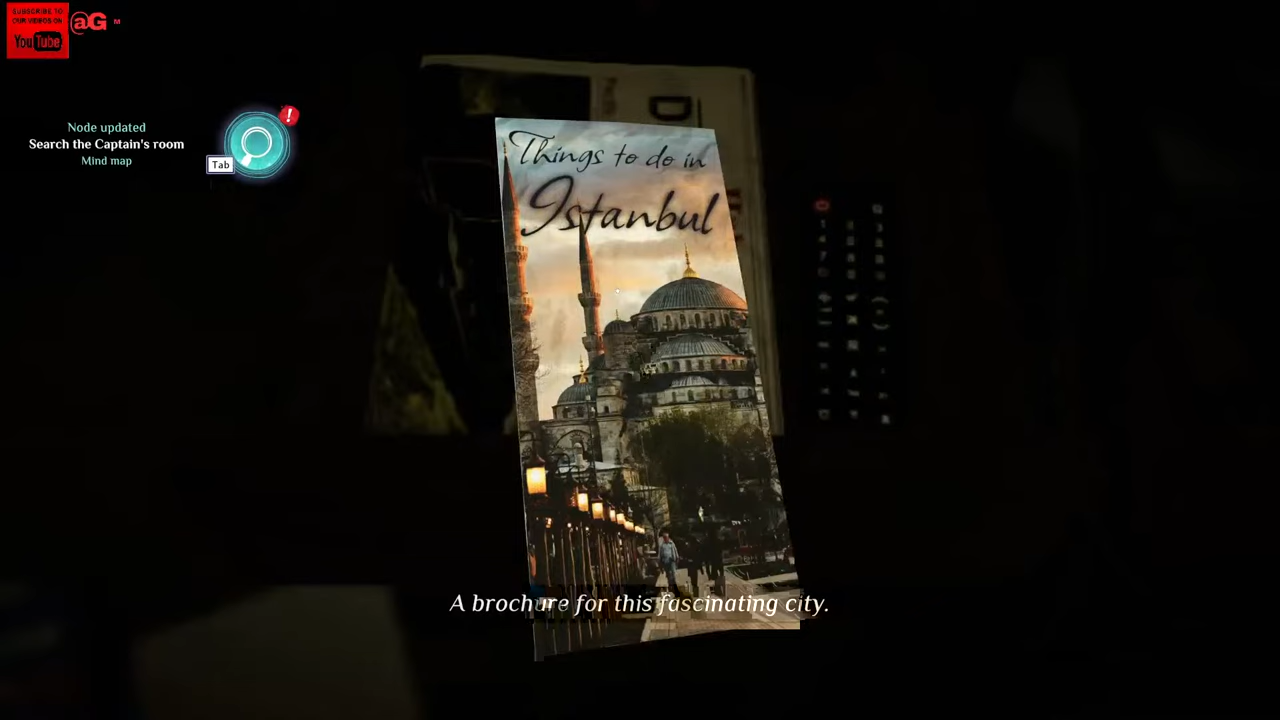 SUBSCRIBE TO
OUR VIDEOS ON
YouTube
@G M
Node updated
Search the Captain's room
Mind map
Tab
!
Things to do in
Istanbul
D
A brochure for this fascinating city.